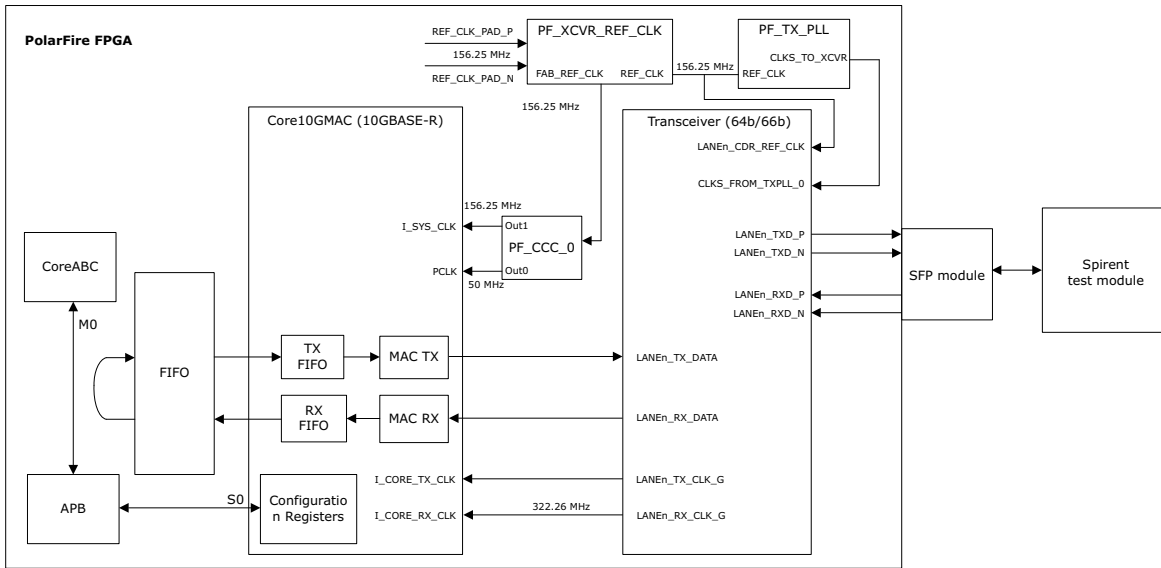 PolarFire FPGA
REF_CLK_PAD_P
156.25 MHz
REF_CLK_PAD_N
PF_XCVR_REF_CLK
FAB_REF_CLK
REF_CLK
156.25 MHz
PF_TX_PLL
CLKS_TO_XCVR
REF_CLK
156.25 MHz
Core10GMAC (10GBASE-R)
Transceiver (64b/66b)
LANEn_CDR_REF_CLK
CLKS_FROM_TXPLL_0
156.25 MHz
I_SYS_CLK
Out1
PF_CCC_0
PCLK
Out0
50 MHz
LANEn_TXD_P
LANEn_TXD_N
LANEn_RXD_P
LANEn_RXD_N
SFP module
Spirent
test module
CoreABC
M0
FIFO
TX
FIFO
MAC TX
LANEn_TX_DATA
RX
FIFO
MAC RX
LANEn_RX_DATA
APB
S0
Configuratio
n Registers
I_CORE_TX_CLK
LANEn_TX_CLK_G
I_CORE_RX_CLK
322.26 MHz
LANEn_RX_CLK_G